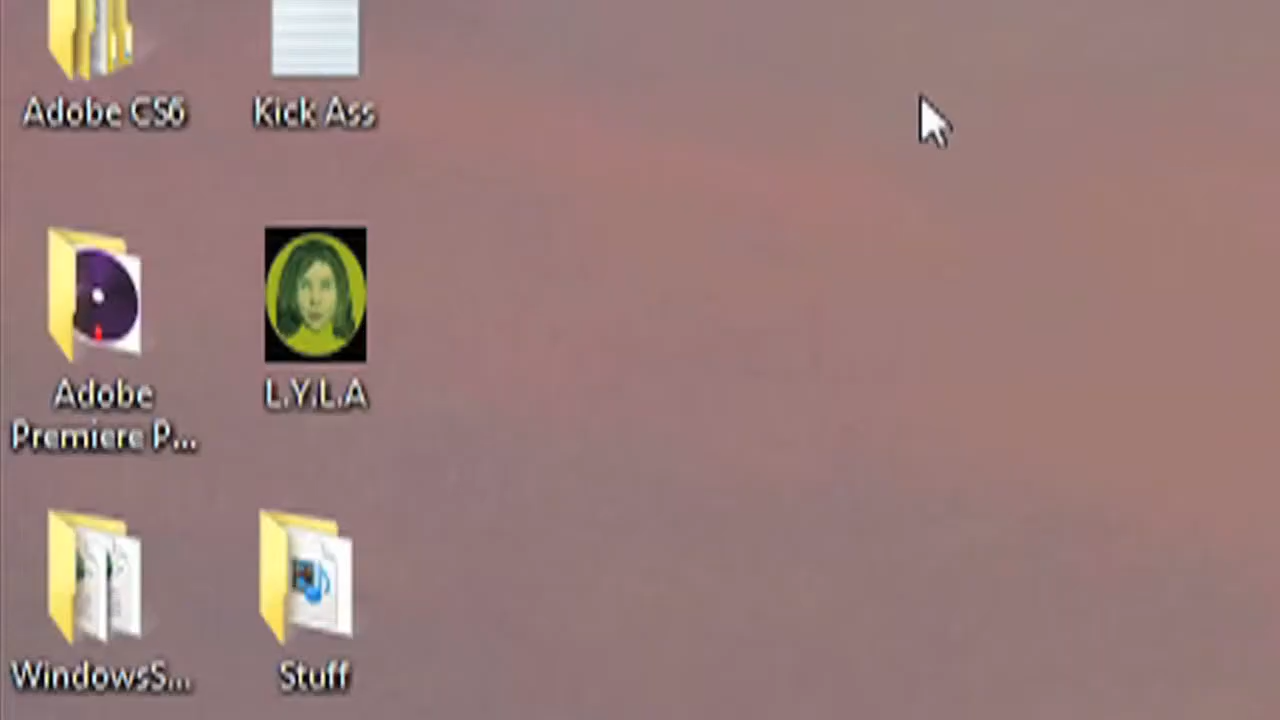 Adobe CS6
Kick Ass
Adobe
Premiere P...
L.Y.L.A
WindowsS...
Stuff